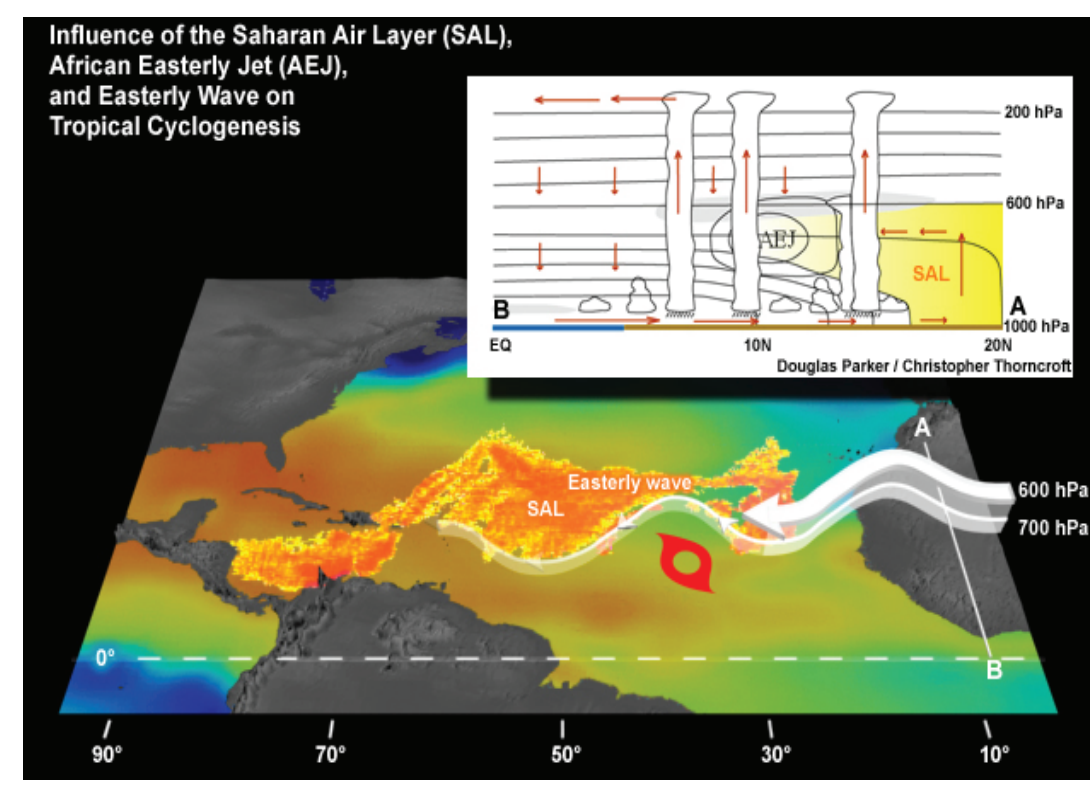 Influence of the Saharan Air Layer (SAL),
African Easterly Jet (AEJ),
and Easterly Wave on
Tropical Cyclogenesis
200 hPa
600 hPa
AEJ
SAL
B
A
1000 hPa
EQ
10N
20N
Douglas Parker / Christopher Thorncroft
A
Easterly wave
600 hPa
SAL
700 hPa
0°
B
90°
70°
50°
30°
10°